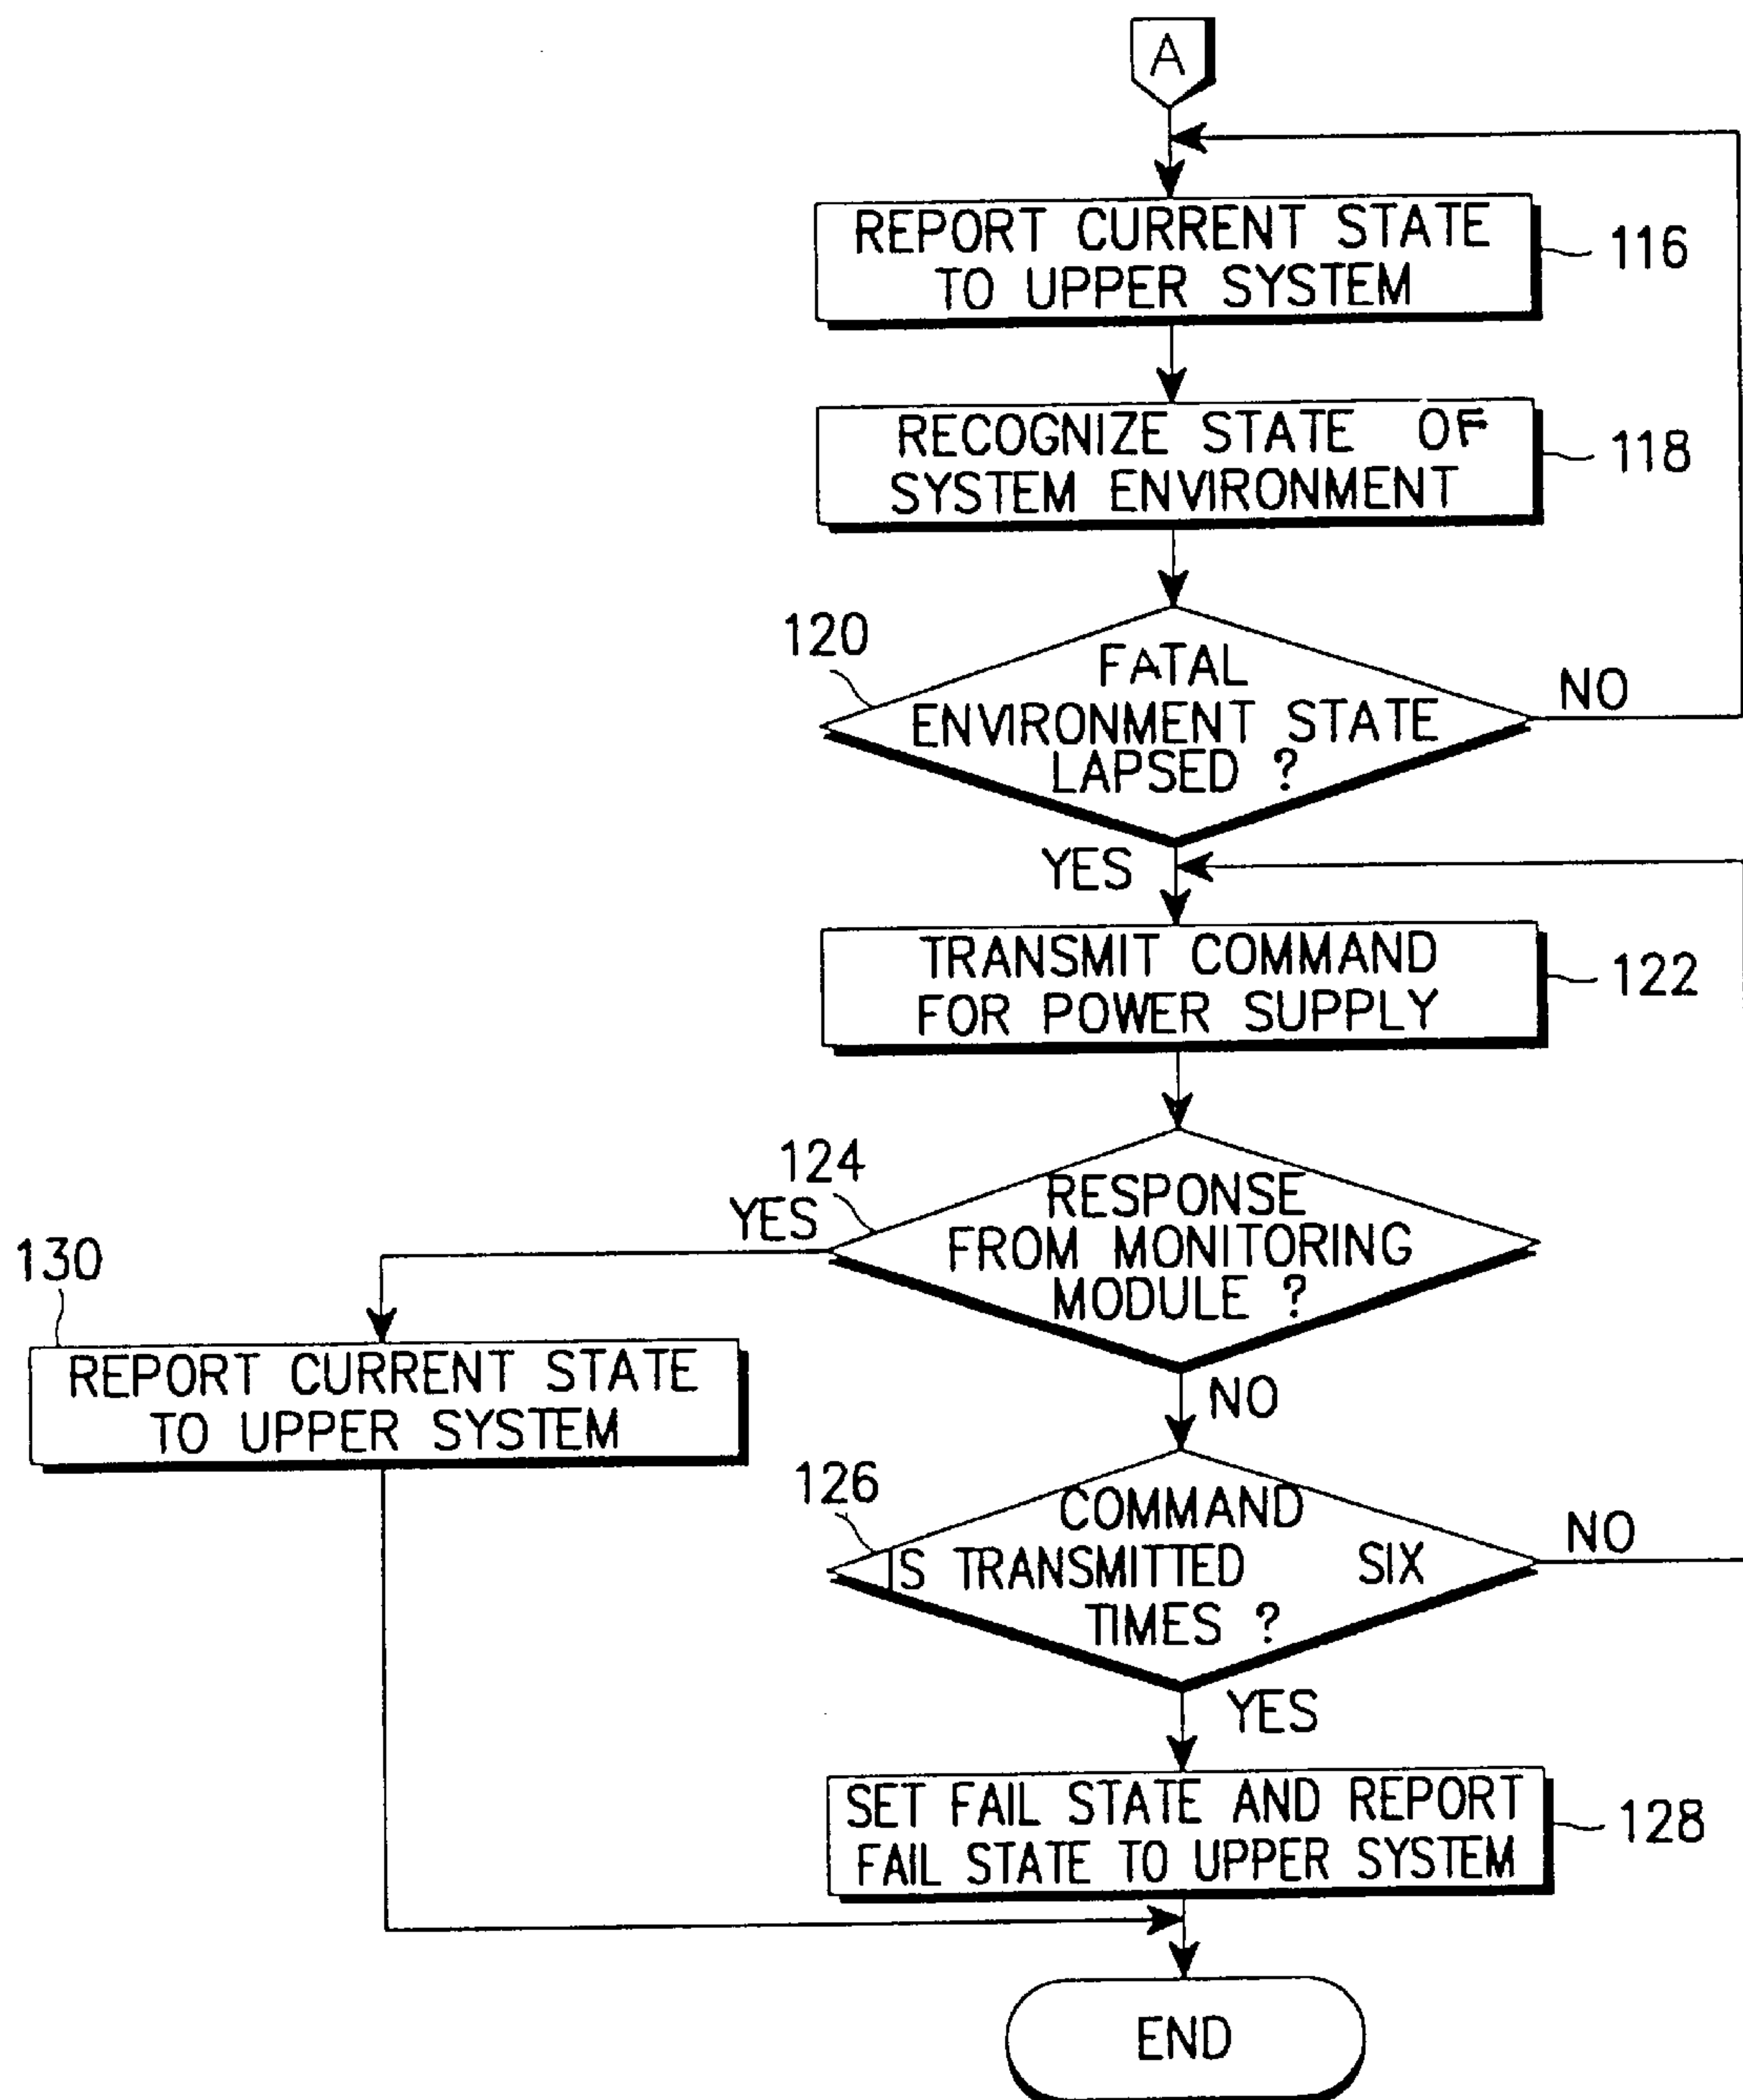 A
REPORT CURRENT STATE
TO UPPER SYSTEM
116
RECOGNIZE STATE OF
SYSTEM ENVIRONMENT
118
120
FATAL
ENVIRONMENT STATE
LAPSED ?
NO
YES
TRANSMIT COMMAND
FOR POWER SUPPLY
122
124
YES
RESPONSE
FROM MONITORING
MODULE ?
130
REPORT CURRENT STATE
TO UPPER SYSTEM
NO
126
COMMAND
IS TRANSMITTED SIX
TIMES ?
NO
YES
SET FAIL STATE AND REPORT
FAIL STATE TO UPPER SYSTEM
128
END